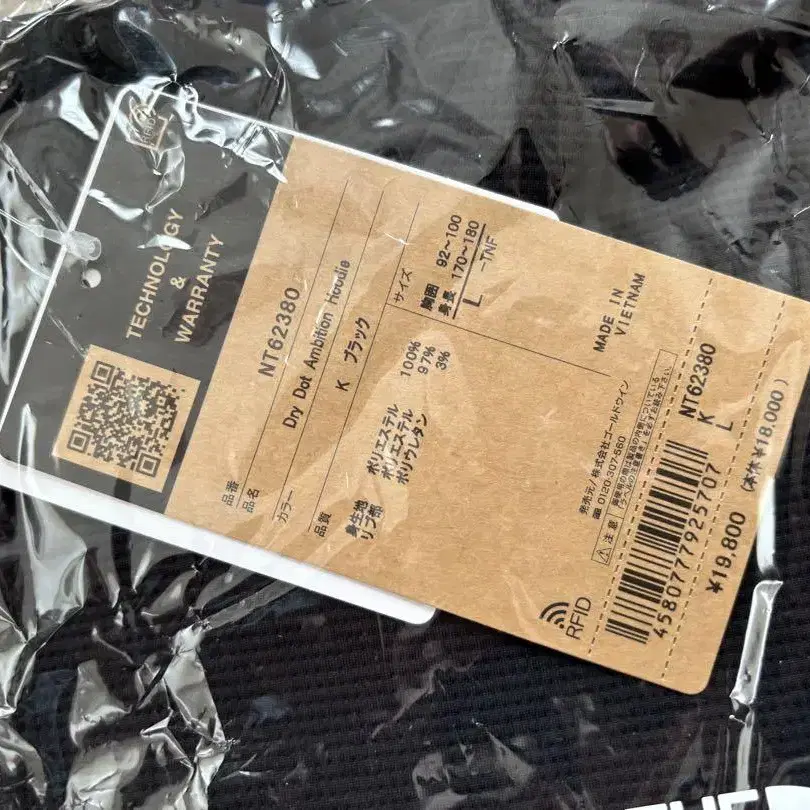 TECHNOLOGY
&
WARRANTY
品番 NT62380
品名 Dry Dot Ambition Hoodie
カラー K ブラック
サイズ
胸囲 92~100
身長 170~180
L -TNF
品質
身生地 ポリエステル 100%
リブ部 ポリエステル 97%
ポリウレタン 3%
MADE IN
VIETNAM
発売元/株式会社ゴールドウイン
0120-307-560
注意
RFID
NT62380
K
L
4580777925707
¥19,800 (本体¥18,000)